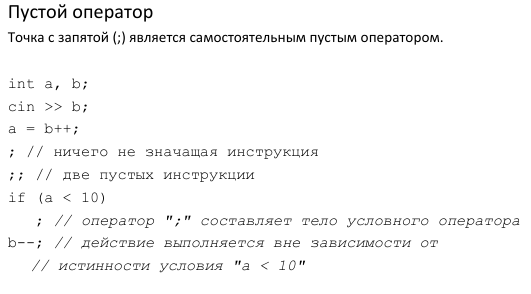 Пустой оператор
Точка с запятой (;) является самостоятельным пустым оператором.
int a, b;
cin >> b;
a = b++;
; // ничего не значащая инструкция
;; // две пустых инструкции
if (a < 10)
; // оператор ";" составляет тело условного оператора
b--; // действие выполняется вне зависимости от
// истинности условия "a < 10"